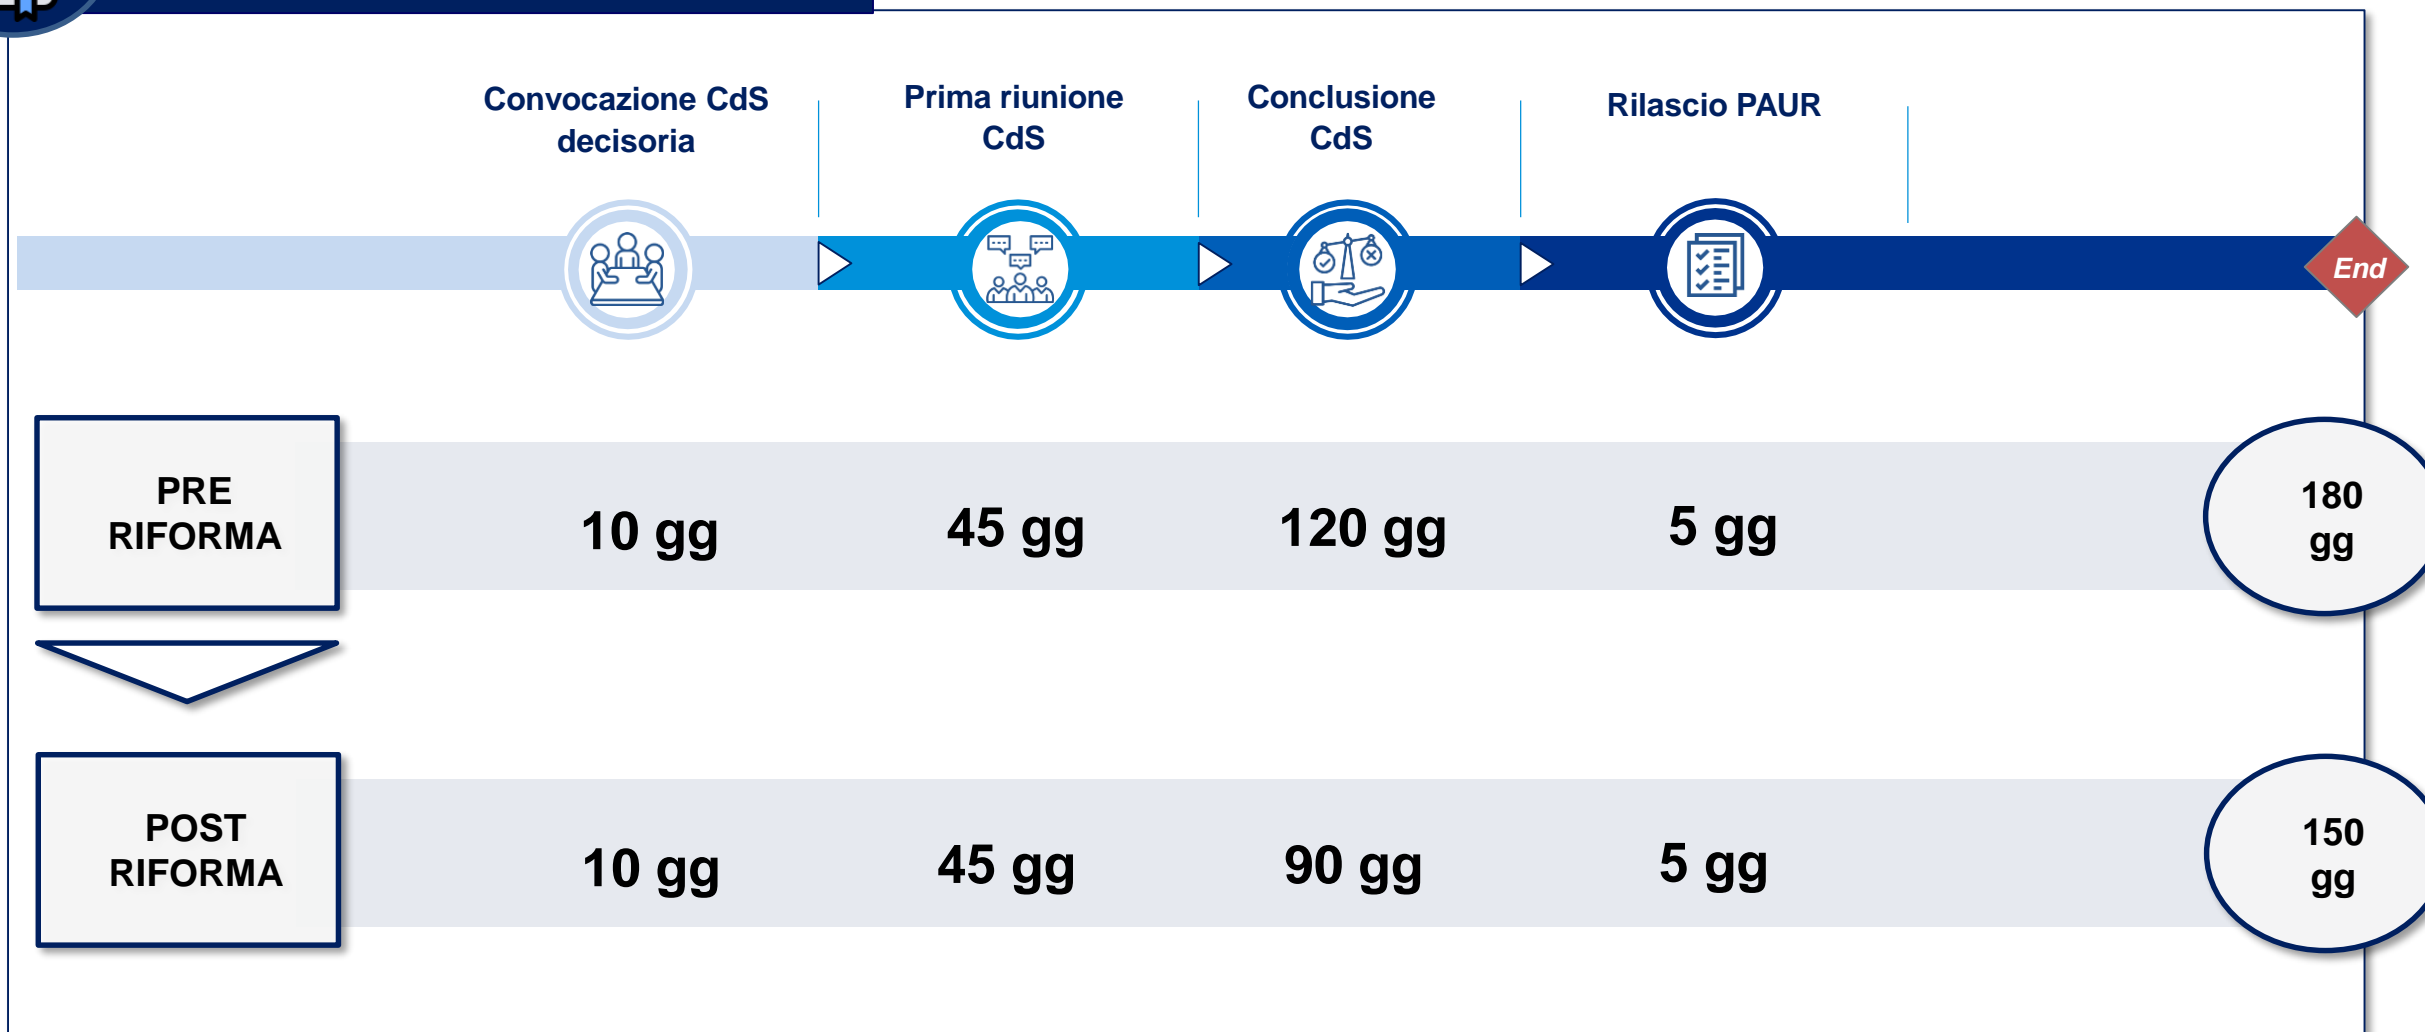 Convocazione CdS
decisoria
Prima riunione
CdS
Conclusione
CdS
Rilascio PAUR
End
PRE
RIFORMA
10 gg
45 gg
120 gg
5 gg
180
gg
POST
RIFORMA
10 gg
45 gg
90 gg
5 gg
150
gg